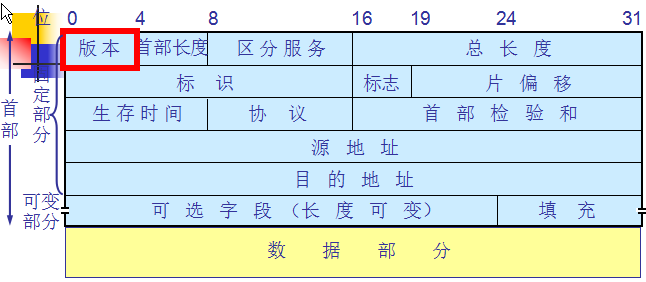 位 0 4 8 16 19 24 31
版本 首部长度 区分服务 总长度
标识 标志 片偏移
生存时间 协议 首部检验和
源地址
目的地址
可选字段（长度可变） 填充
数据部分
首部
固定部分
可变部分